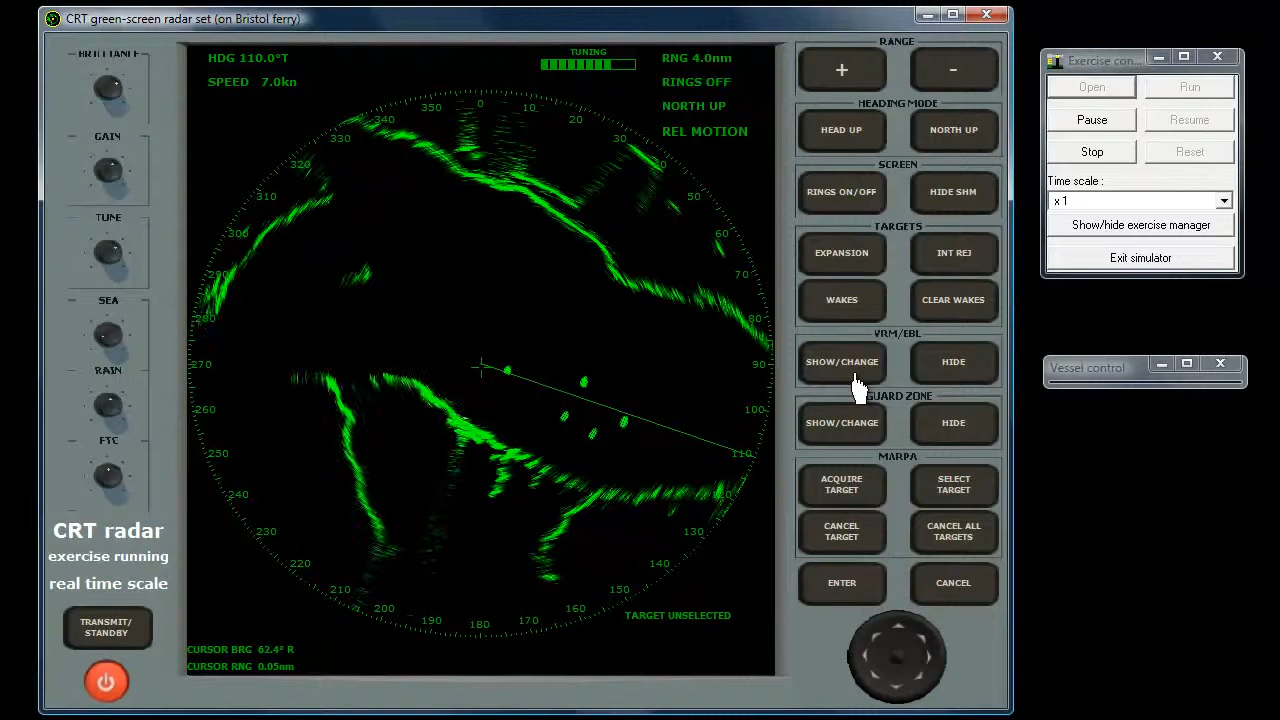 CRT green-screen radar set (on Bristol ferry)
BRILLIANCE
GAIN
TUNE
SEA
RAIN
FTC
CRT radar
exercise running
real time scale
TRANSMIT/
STANDBY
HDG 110.0°T
SPEED 7.0kn
TUNING
RNG 4.0nm
RINGS OFF
NORTH UP
REL MOTION
0
10
20
30
50
60
70
80
90
100
110
120
130
140
150
160
170
180
190
200
210
220
230
240
250
260
270
280
290
300
310
320
330
340
350
TARGET UNSELECTED
CURSOR BRG 62.4° R
CURSOR RNG 0.05nm
RANGE
+
-
HEADING MODE
HEAD UP
NORTH UP
SCREEN
RINGS ON/OFF
HIDE SHM
TARGETS
EXPANSION
INT REJ
WAKES
CLEAR WAKES
VRM/EBL
SHOW/CHANGE
HIDE
GUARD ZONE
SHOW/CHANGE
HIDE
MARPA
ACQUIRE
TARGET
SELECT
TARGET
CANCEL
TARGET
CANCEL ALL
TARGETS
ENTER
CANCEL
Exercise con...
Open
Run
Pause
Resume
Stop
Reset
Time scale :
x 1
Show/hide exercise manager
Exit simulator
Vessel control